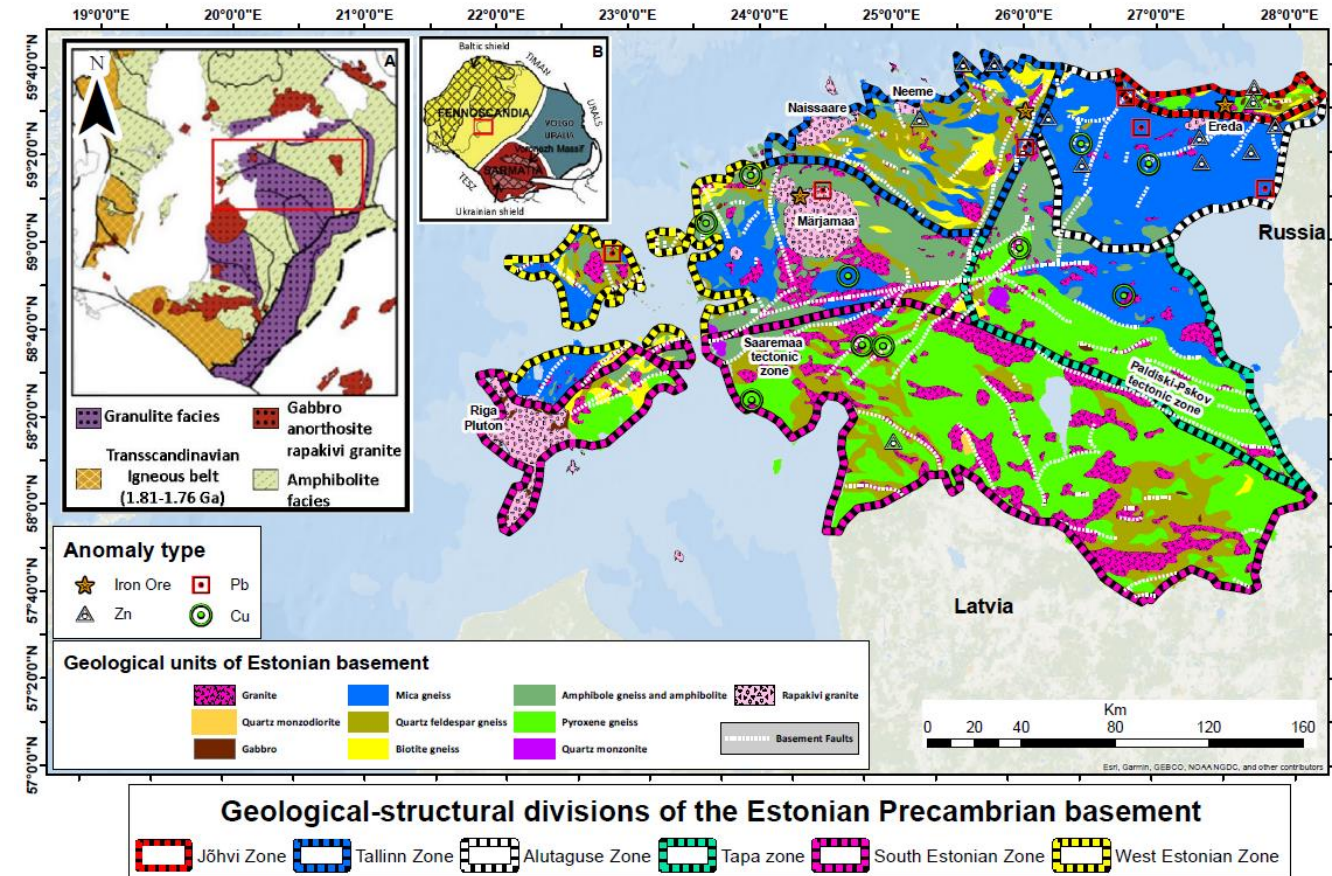 19°0'0"E
20°0'0"E
21°0'0"E
22°0'0"E
23°0'0"E
24°0'0"E
25°0'0"E
26°0'0"E
27°0'0"E
28°0'0"E
59°40'0"N
59°20'0"N
59°0'0"N
58°40'0"N
58°20'0"N
58°0'0"N
57°40'0"N
57°20'0"N
57°0'0"N
N
A
Granulite facies
Gabbro
anorthosite
rapakivi granite
Transscandinavian
Igneous belt
(1.81-1.76 Ga)
Amphibolite
facies
B
Baltic shield
TIMAN
FENNOSCANDIA
URALS
VOLGO
URALIA
Voronezh Massif
SARMATIA
TESZ
Ukrainian shield
Naissaare
Neeme
Ereda
Märjamaa
Russia
Saaremaa
tectonic
zone
Paldiski-Pskov
tectonic zone
Riga
Pluton
Latvia
Anomaly type
Iron Ore
Pb
Zn
Cu
Geological units of Estonian basement
Granite
Mica gneiss
Amphibole gneiss and amphibolite
Rapakivi granite
Quartz monzodiorite
Quartz feldespar gneiss
Pyroxene gneiss
Basement Faults
Gabbro
Biotite gneiss
Quartz monzonite
Km
0 20 40 80 120 160
Esri, Garmin, GEBCO, NOAA NGDC, and other contributors
Geological-structural divisions of the Estonian Precambrian basement
Jõhvi Zone
Tallinn Zone
Alutaguse Zone
Tapa zone
South Estonian Zone
West Estonian Zone